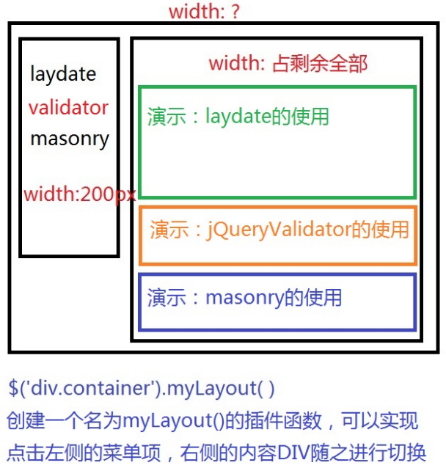 width: ?
laydate
validator
masonry
width:200px
width: 占剩余全部
演示：laydate的使用
演示：jQueryValidator的使用
演示：masonry的使用
$('div.container').myLayout( )
创建一个名为myLayout()的插件函数，可以实现
点击左侧的菜单项，右侧的内容DIV随之进行切换